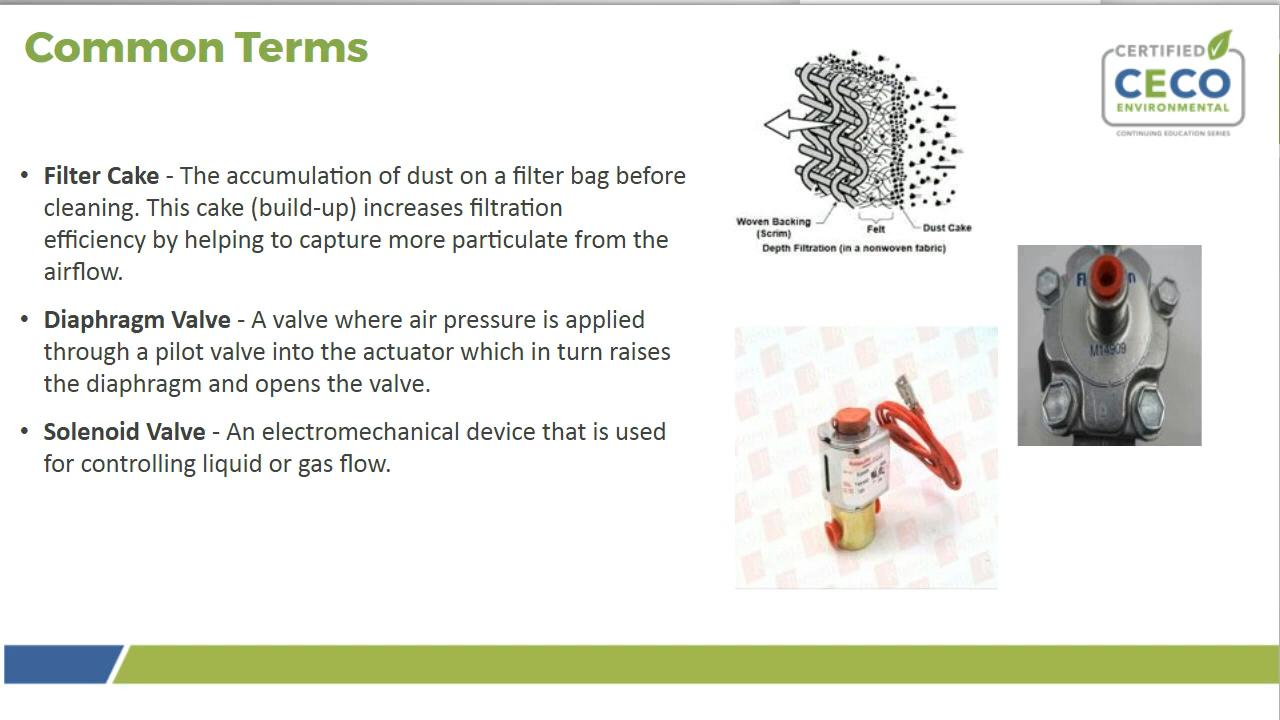 Common Terms
CERTIFIED
CECO
ENVIRONMENTAL
CONTINUING EDUCATION SERIES
• Filter Cake - The accumulation of dust on a filter bag before
cleaning. This cake (build-up) increases filtration
efficiency by helping to capture more particulate from the
airflow.
• Diaphragm Valve - A valve where air pressure is applied
through a pilot valve into the actuator which in turn raises
the diaphragm and opens the valve.
• Solenoid Valve - An electromechanical device that is used
for controlling liquid or gas flow.
Woven Backing
(Scrim)
Felt
Dust Cake
Depth Filtration (in a nonwoven fabric)
M14909